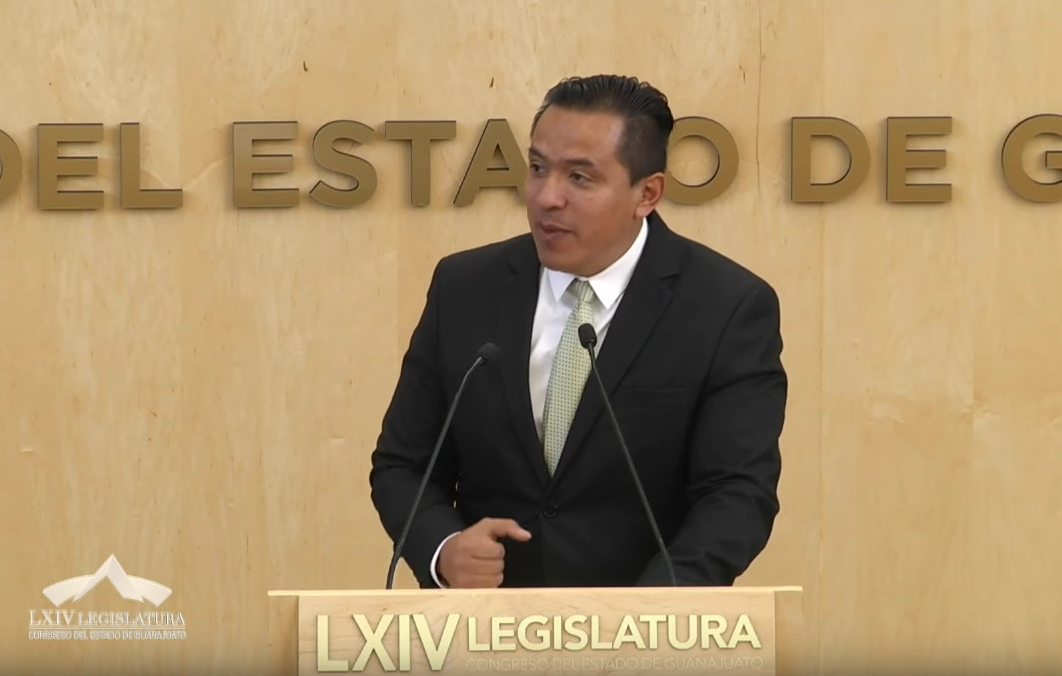 DEL ESTADO DE G
LXIV LEGISLATURA
CONGRESO DEL ESTADO DE GUANAJUATO
LXIV LEGISLATURA
CONGRESO DEL ESTADO DE GUANAJUATO